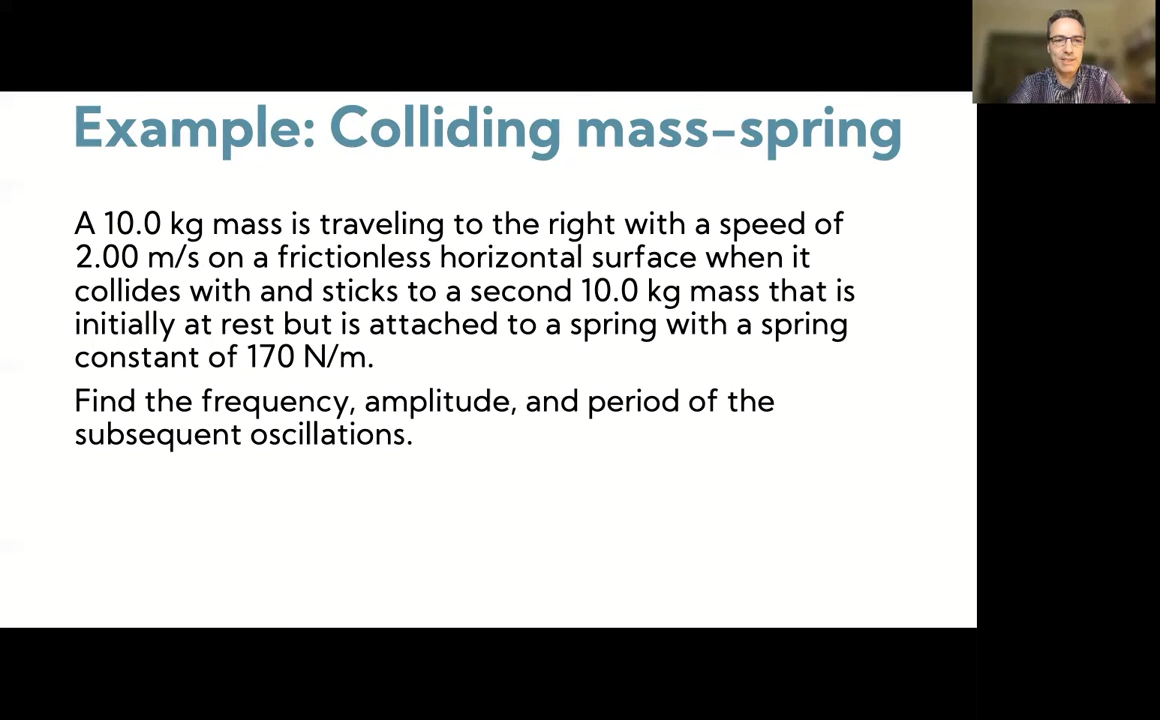 Example: Colliding mass-spring
A 10.0 kg mass is traveling to the right with a speed of
2.00 m/s on a frictionless horizontal surface when it
collides with and sticks to a second 10.0 kg mass that is
initially at rest but is attached to a spring with a spring
constant of 170 N/m.
Find the frequency, amplitude, and period of the
subsequent oscillations.